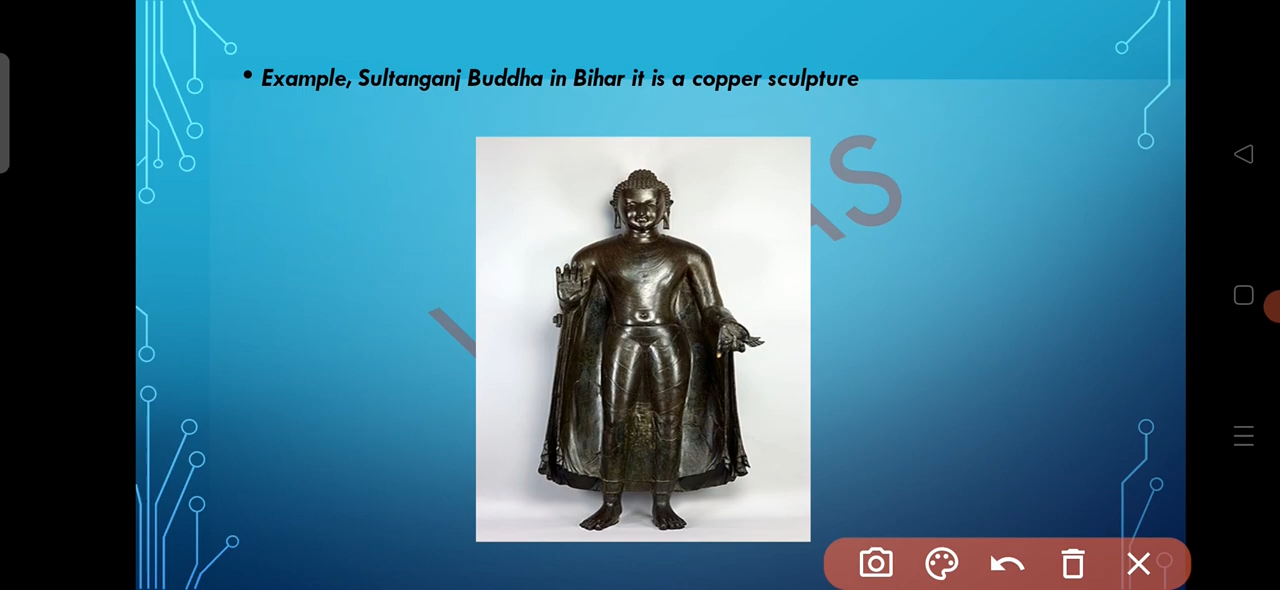 • Example, Sultanganj Buddha in Bihar it is a copper sculpture